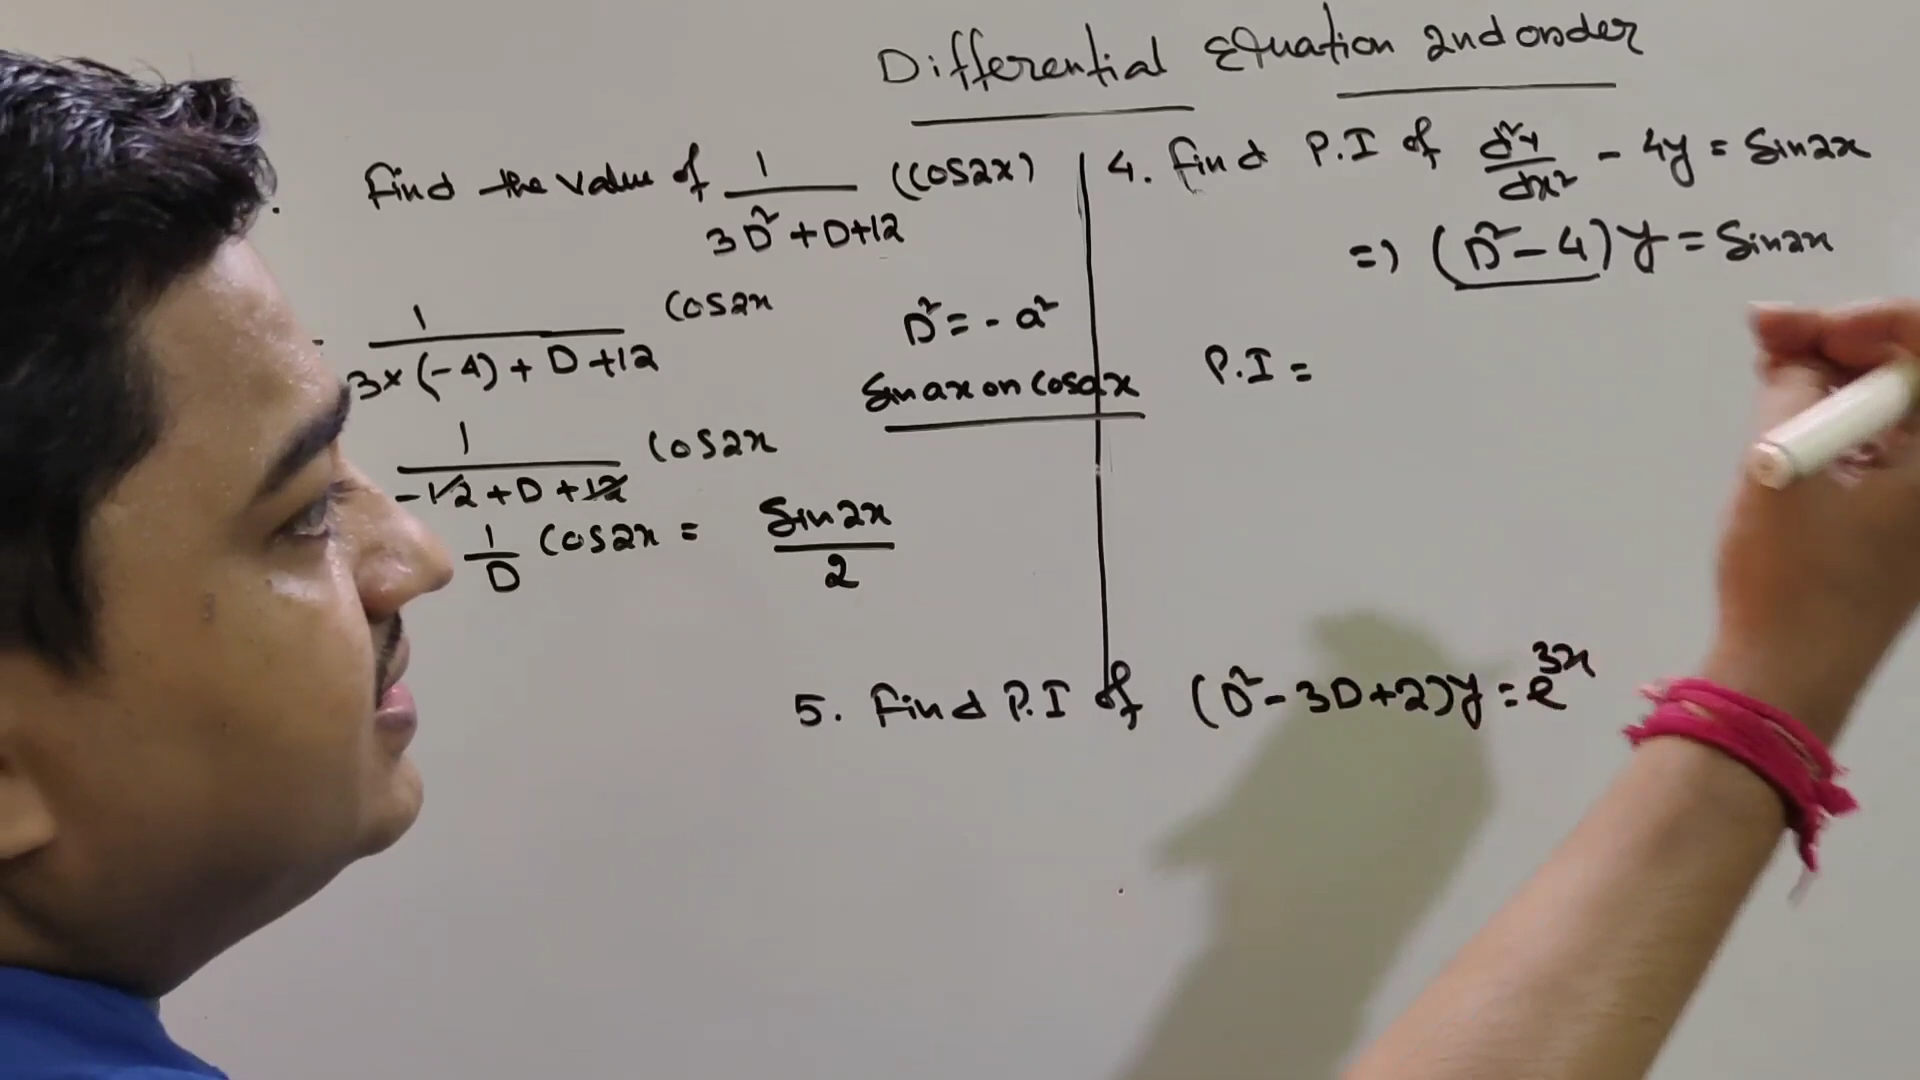 Differential Equation 2nd order
Find the value of 1/(3D²+D+12) (cos2x)
1/(3×(-4)+D+12) cos2x
1/(-12+D+12) cos2x
1/D cos2x = sin2x/2
D² = -a²
sin ax or cos ax
4. Find P.I of d²y/dx² - 4y = sin2x
=> (D²-4)y = sin2x
P.I =
5. Find P.I of (D²-3D+2)y = e^3x